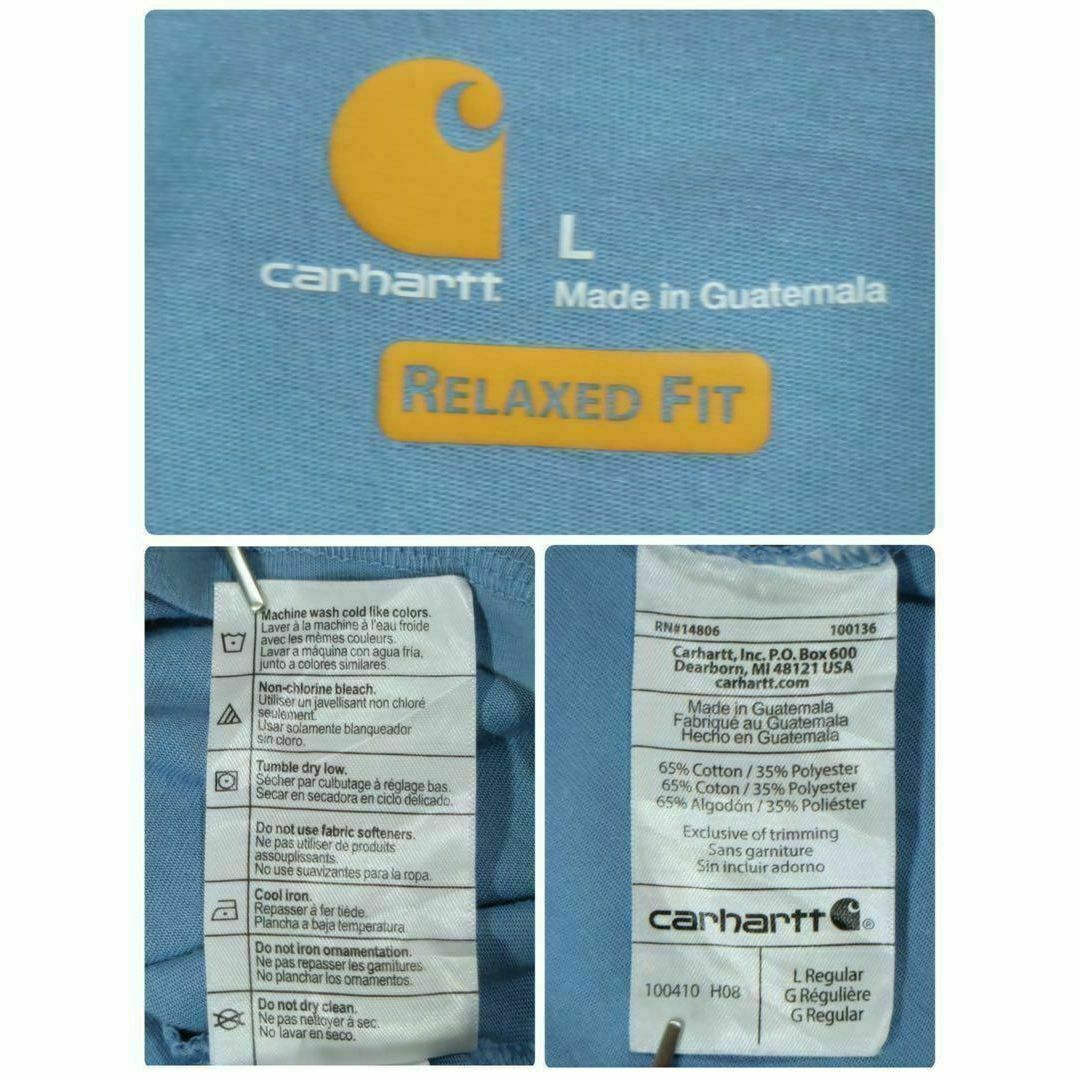 carhartt
L
Made in Guatemala
RELAXED FIT
Machine wash cold like colors.
Laver à la machine à l'eau froide
avec les mêmes couleurs.
Lavar a máquina con agua fria,
junto a colores similares.
Non-chlorine bleach.
Utiliser un javellisant non chloré
seulement.
Usar solamente blanqueador
sin cloro.
Tumble dry low.
Sécher par culbutage à réglage bas.
Secar en secadora en ciclo delicado.
Do not use fabric softeners.
Ne pas utiliser de produits
assouplissants.
No use suavizantes para la ropa.
Cool iron.
Repasser à fer tiède.
Plancha a baja temperatura.
Do not iron ornamentation.
Ne pas repasser les garnitures.
No planchar los ornamentos.
Do not dry clean.
Ne pas nettoyer à sec.
No lavar en seco.
RN#14806 100136
Carhartt, Inc. P.O. Box 600
Dearborn, MI 48121 USA
carhartt.com
Made in Guatemala
Fabriqué au Guatemala
Hecho en Guatemala
65% Cotton / 35% Polyester
65% Coton / 35% Polyester
65% Algodón / 35% Poliéster
Exclusive of trimming
Sans garniture
Sin incluir adorno
carhartt ®
100410 H08
L Regular
G Régulière
G Regular